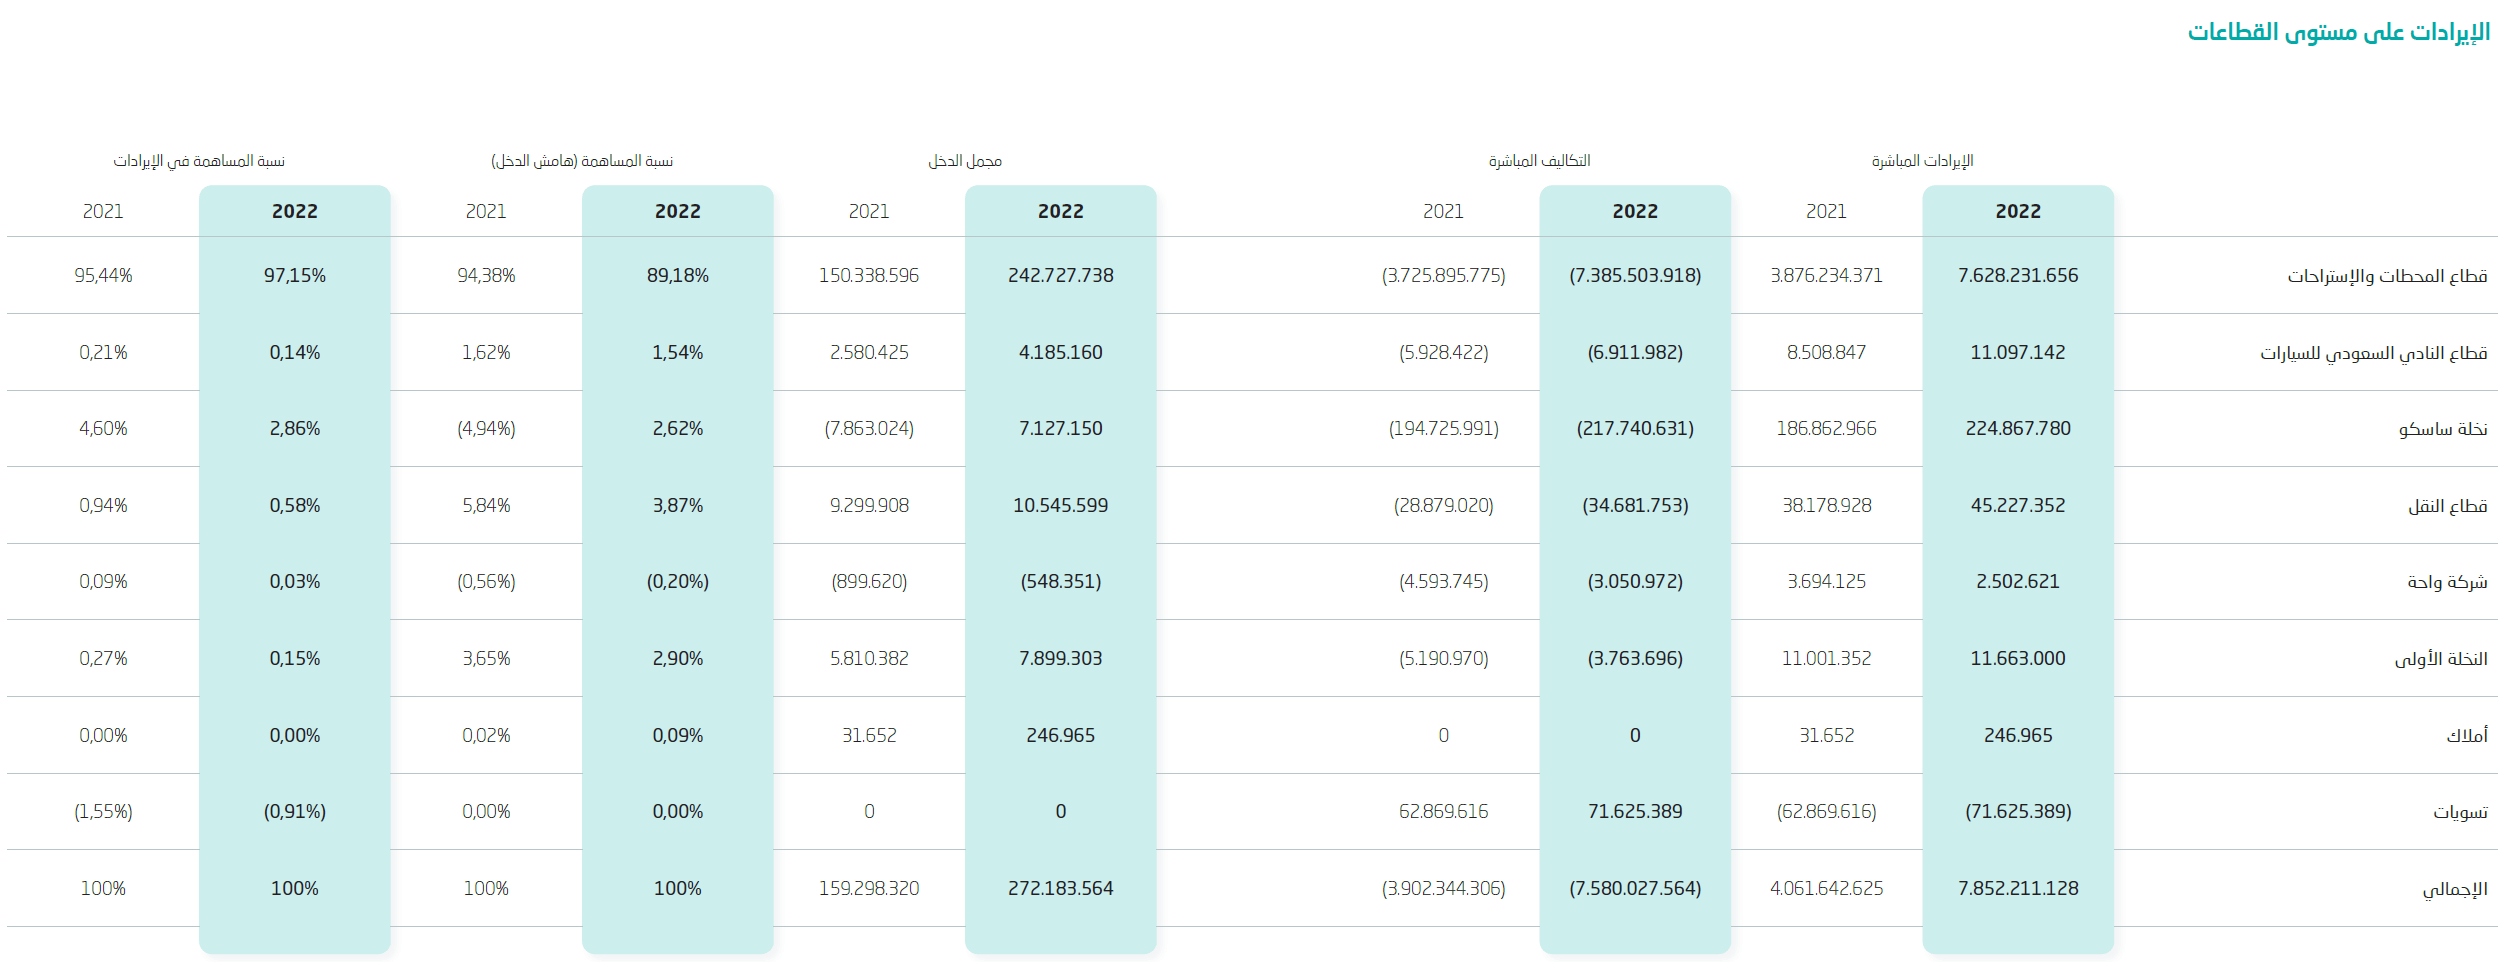 الإيرادات على مستوى القطاعات
الإيرادات المباشرة التكاليف المباشرة مجمل الدخل نسبة المساهمة (هامش الدخل) نسبة المساهمة في الإيرادات
2022 2021 2022 2021 2022 2021 2022 2021 2022 2021
قطاع المحطات والإستراحات 7.628.231.656 3.876.234.371 (7.385.503.918) (3.725.895.775) 242.727.738 150.338.596 89,18% 94,38% 97,15% 95,44%
قطاع النادي السعودي للسيارات 11.097.142 8.508.847 (6.911.982) (5.928.422) 4.185.160 2.580.425 1,54% 1,62% 0,14% 0,21%
نخلة ساسكو 224.867.780 186.862.966 (217.740.631) (194.725.991) 7.127.150 (7.863.024) 2,62% (4,94%) 2,86% 4,60%
قطاع النقل 45.227.352 38.178.928 (34.681.753) (28.879.020) 10.545.599 9.299.908 3,87% 5,84% 0,58% 0,94%
شركة واحة 2.502.621 3.694.125 (3.050.972) (4.593.745) (548.351) (899.620) (0,20%) (0,56%) 0,03% 0,09%
النخلة الأولى 11.663.000 11.001.352 (3.763.696) (5.190.970) 7.899.303 5.810.382 2,90% 3,65% 0,15% 0,27%
أملاك 246.965 31.652 0 0 246.965 31.652 0,09% 0,02% 0,00% 0,00%
تسويات (71.625.389) (62.869.616) 71.625.389 62.869.616 0 0 0,00% 0,00% (0,91%) (1,55%)
الإجمالي 7.852.211.128 4.061.642.625 (7.580.027.564) (3.902.344.306) 272.183.564 159.298.320 100% 100% 100% 100%